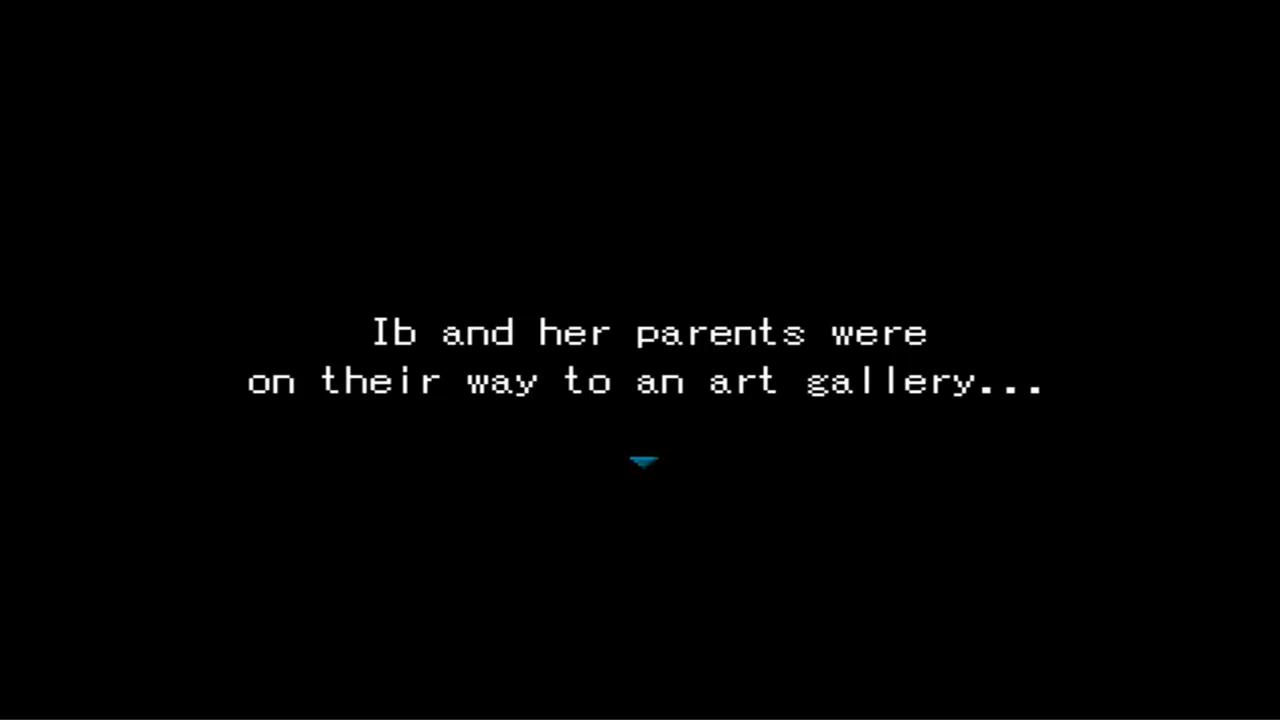 Ib and her parents were
on their way to an art gallery...